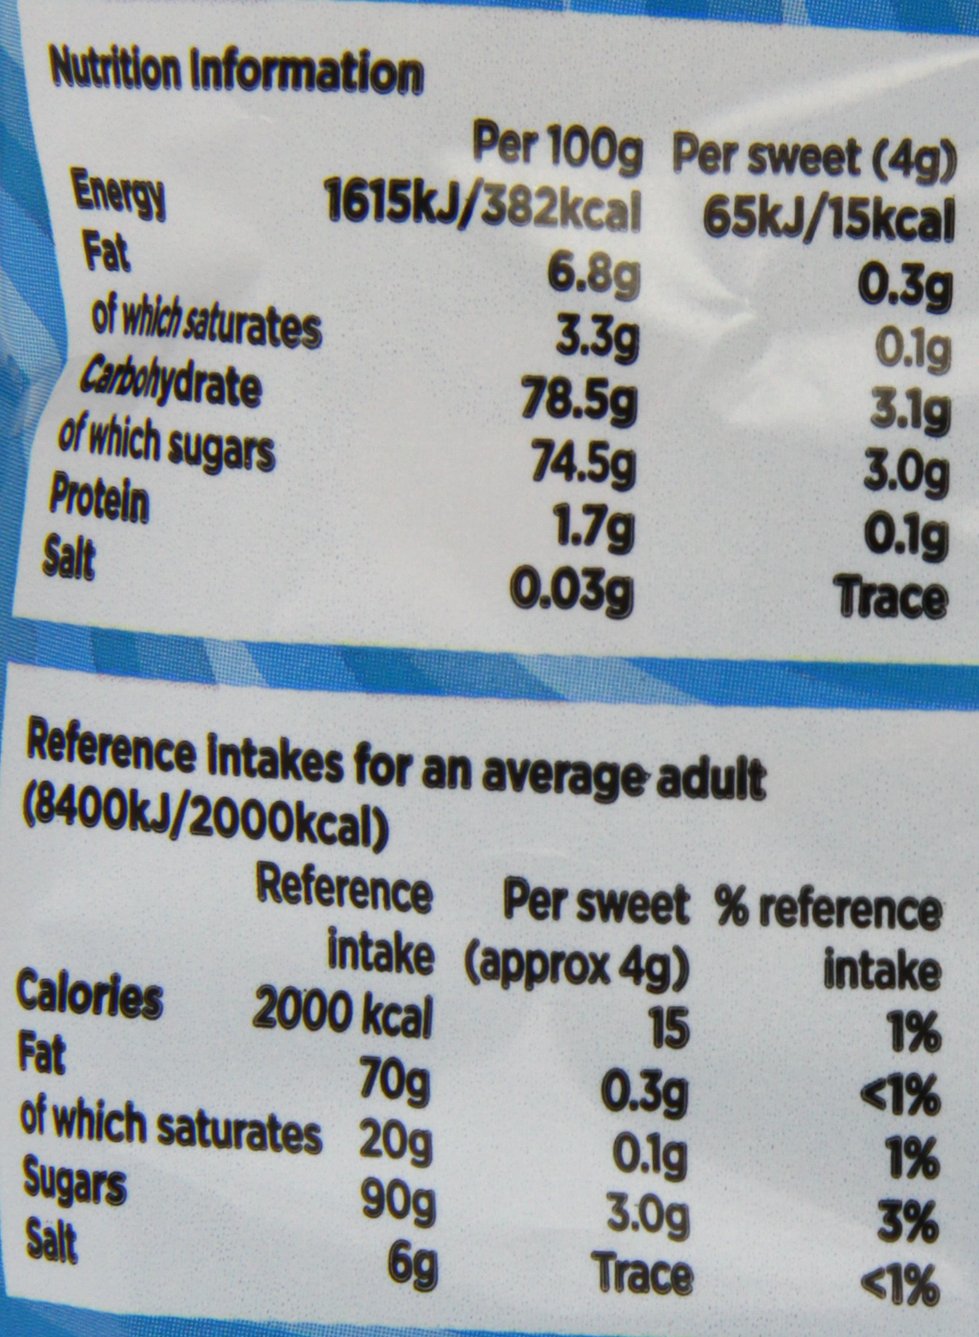 Nutrition Information
Per 100g Per sweet (4g)
Energy 1615kJ/382kcal 65kJ/15kcal
Fat 6.8g 0.3g
of which saturates 3.3g 0.1g
Carbohydrate 78.5g 3.1g
of which sugars 74.5g 3.0g
Protein 1.7g 0.1g
Salt 0.03g Trace
Reference intakes for an average adult
(8400kJ/2000kcal)
Reference Per sweet % reference
intake (approx 4g) intake
Calories 2000 kcal 15 1%
Fat 70g 0.3g <1%
of which saturates 20g 0.1g 1%
Sugars 90g 3.0g 3%
Salt 6g Trace <1%